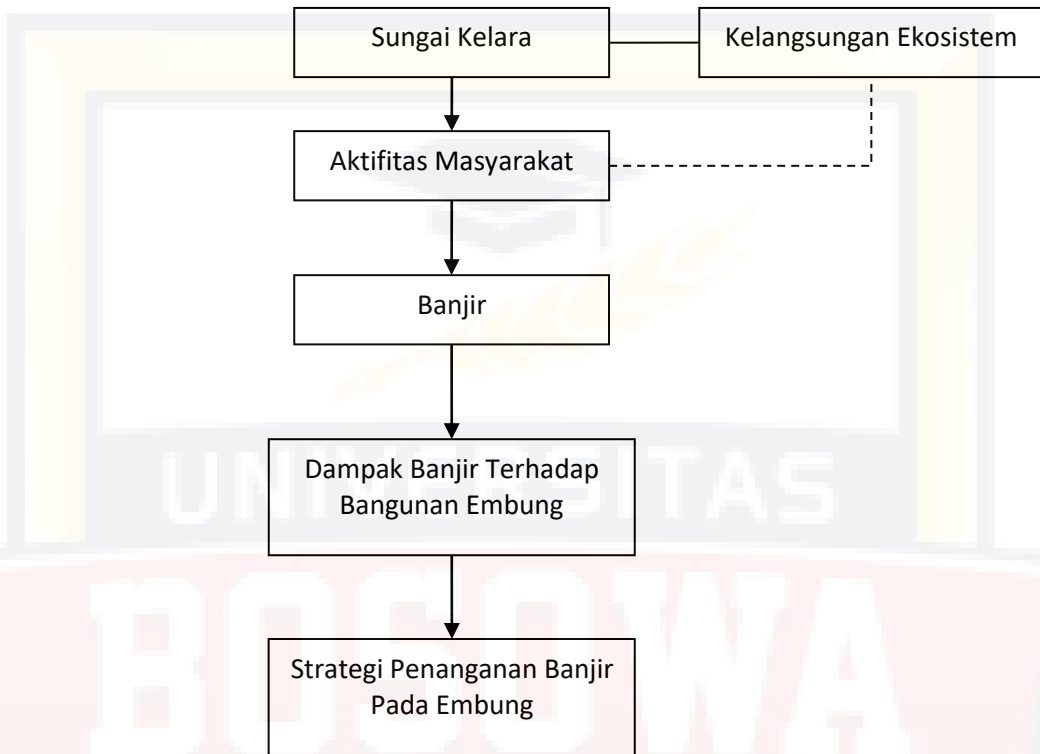 Sungai Kelara
Kelangsungan Ekosistem
Aktifitas Masyarakat
Banjir
Dampak Banjir Terhadap
Bangunan Embung
UNIVERSITAS
Strategi Penanganan Banjir
Pada Embung
BOSOWA